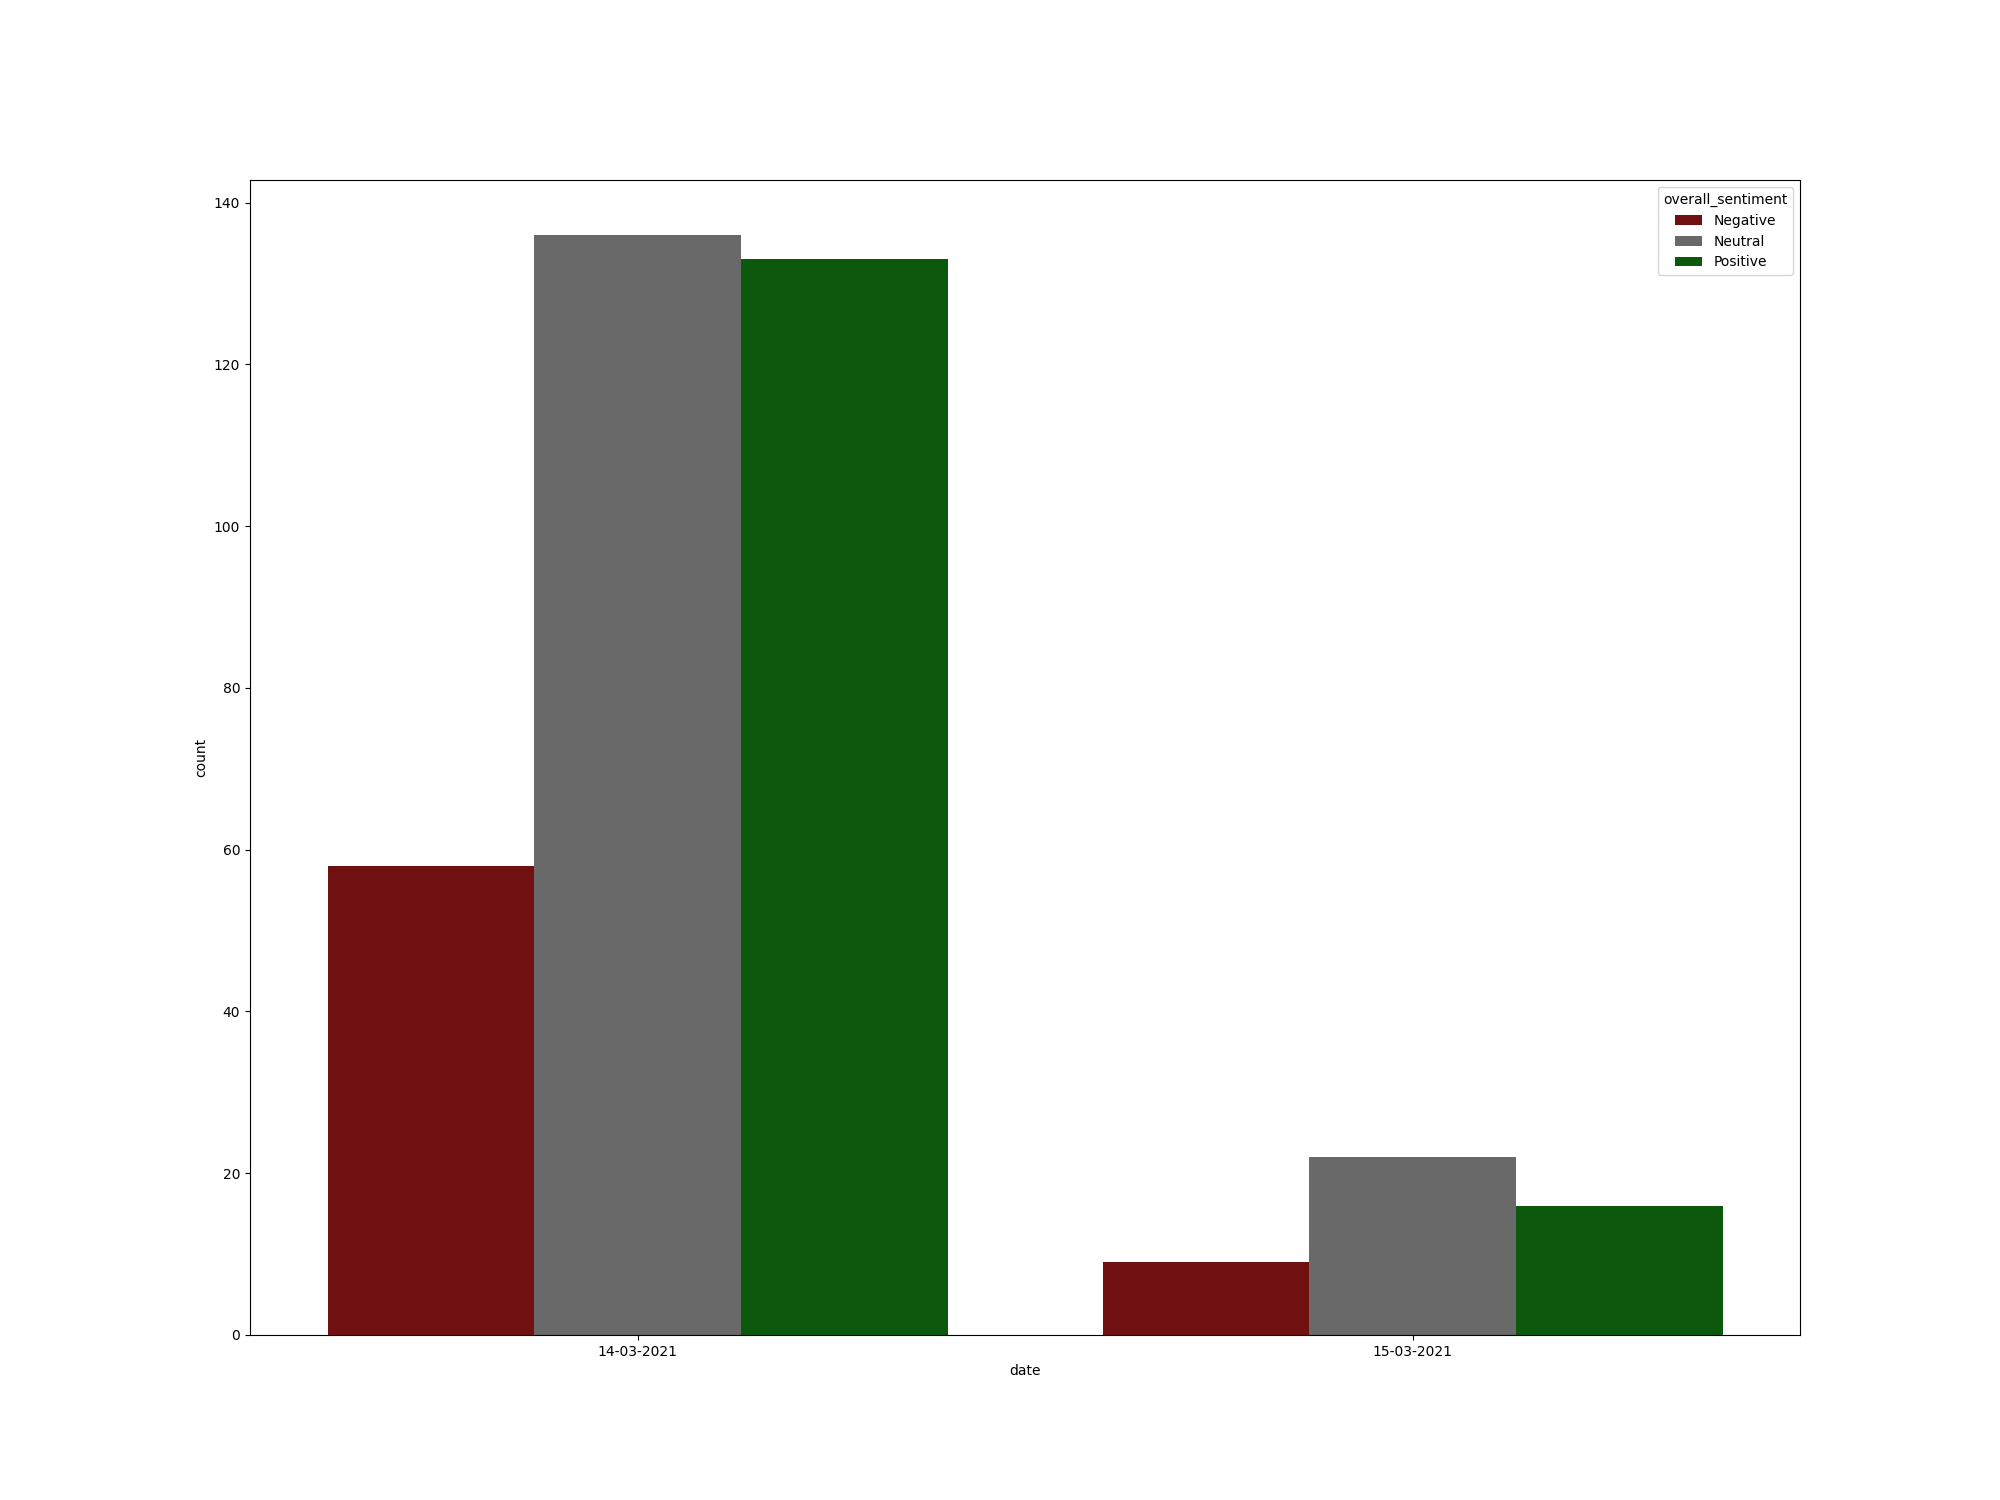 overall_sentiment
Negative
Neutral
Positive
140
120
100
80
60
40
20
0
count
14-03-2021
15-03-2021
date